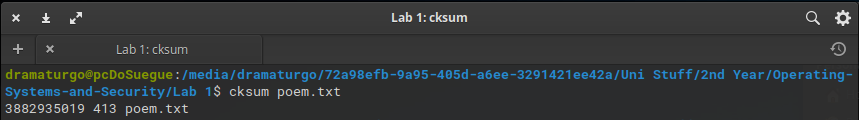 Lab 1: cksum
Lab 1: cksum
dramaturgo@pcDoSuegue:/media/dramaturgo/72a98efb-9a95-405d-a6ee-3291421ee42a/Uni Stuff/2nd Year/Operating-
Systems-and-Security/Lab 1$ cksum poem.txt
3882935019 413 poem.txt